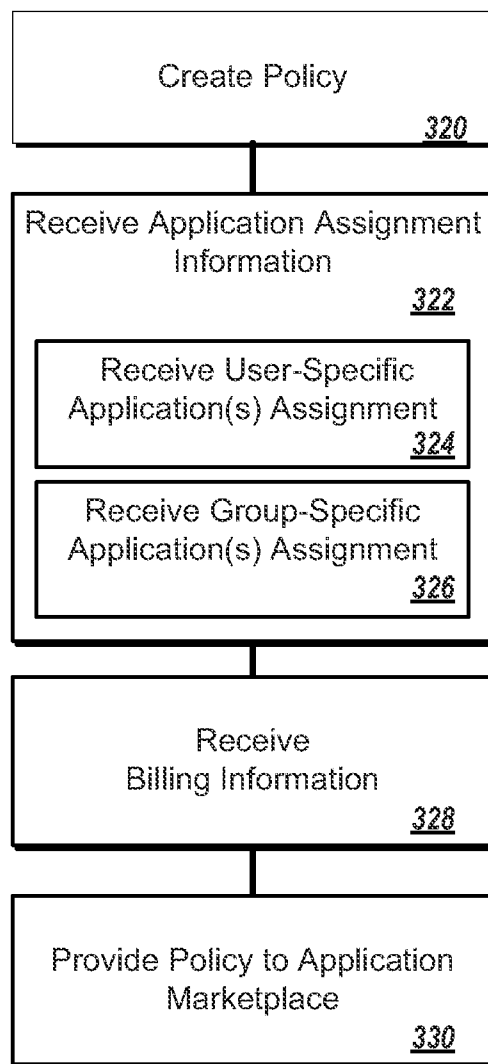 Create Policy
320
Receive Application Assignment
Information
322
Receive User-Specific
Application(s) Assignment
324
Receive Group-Specific
Application(s) Assignment
326
Receive
Billing Information
328
Provide Policy to Application
Marketplace
330